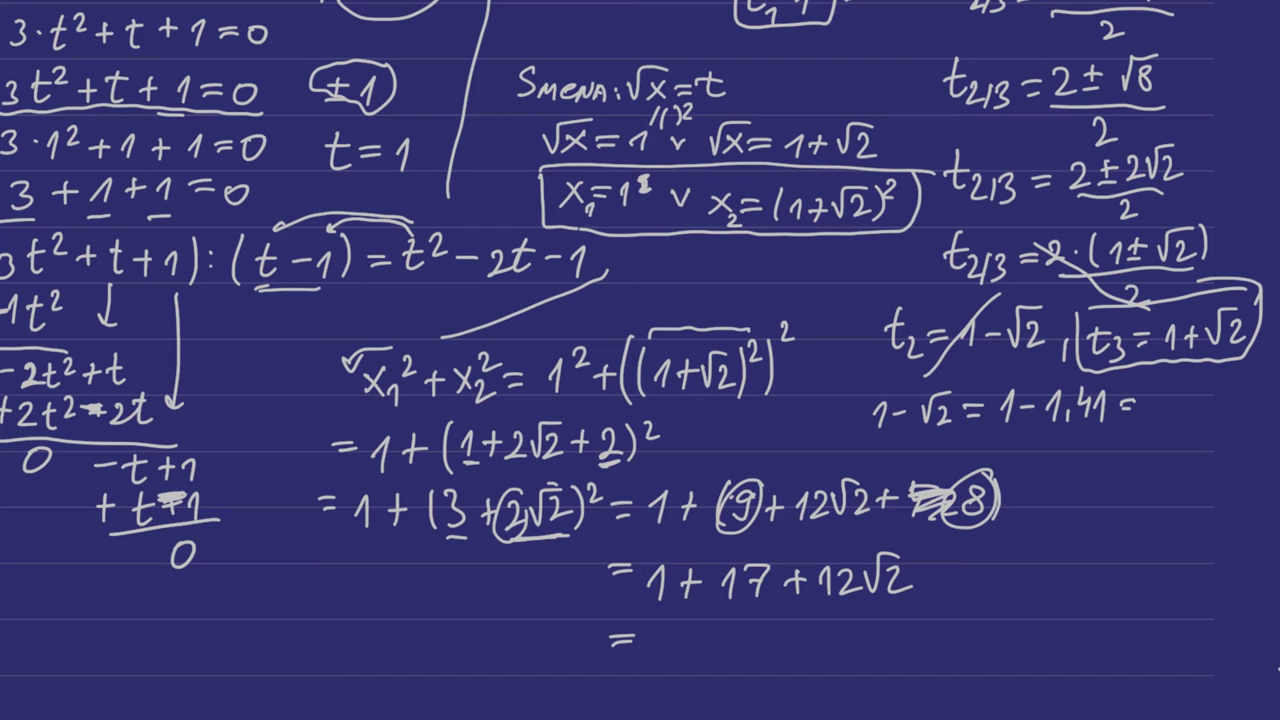 3·t²+t+1=0
3t²+t+1=0 ±1
3·1²+1+1=0 t=1
3+1+1=0
3t²+t+1):(t-1)=t²-2t-1
-1t²
-2t²+t
+2t²-2t
0 -t+1
+t-1
0
SMENA: √x=t
√x=1 /()² ∨ √x=1+√2
x₁=1² ∨ x₂=(1+√2)²
x₁²+x₂²=1²+((1+√2)²)²
=1+(1+2√2+2)²
=1+(3+2√2)²=1+(9+12√2+8)
=1+17+12√2
=
2
t₂/₃=2±√8
2
t₂/₃=2±2√2
2
t₂/₃=2·(1±√2)
2
t₂=1-√2, t₃=1+√2
1-√2=1-1,41=